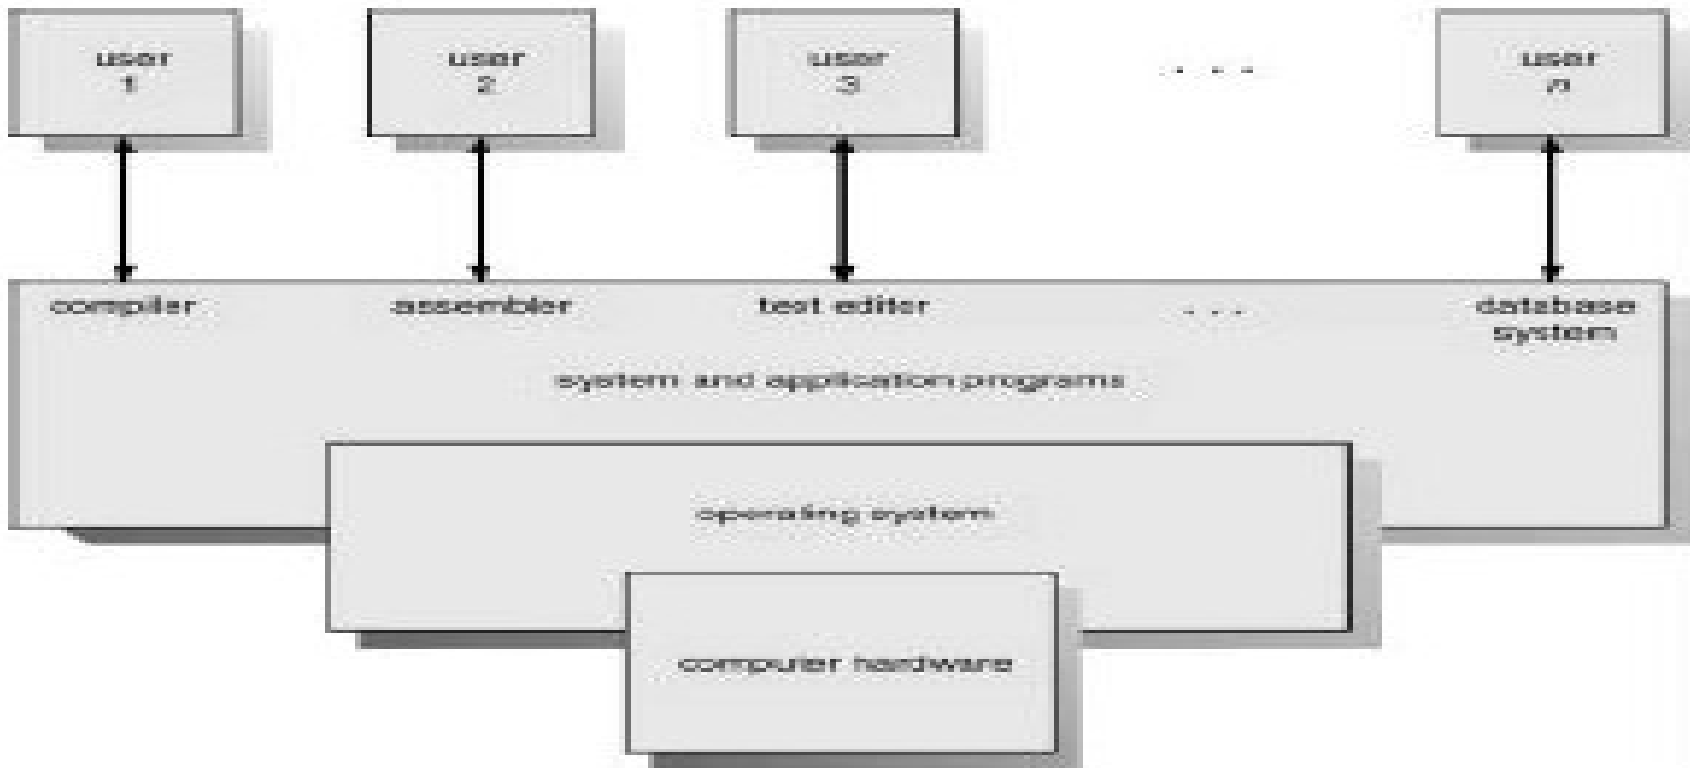 user
1
user
2
user
3
. . .
user
n
compiler
assembler
text editor
. . .
database
system
system and application programs
operating system
computer hardware